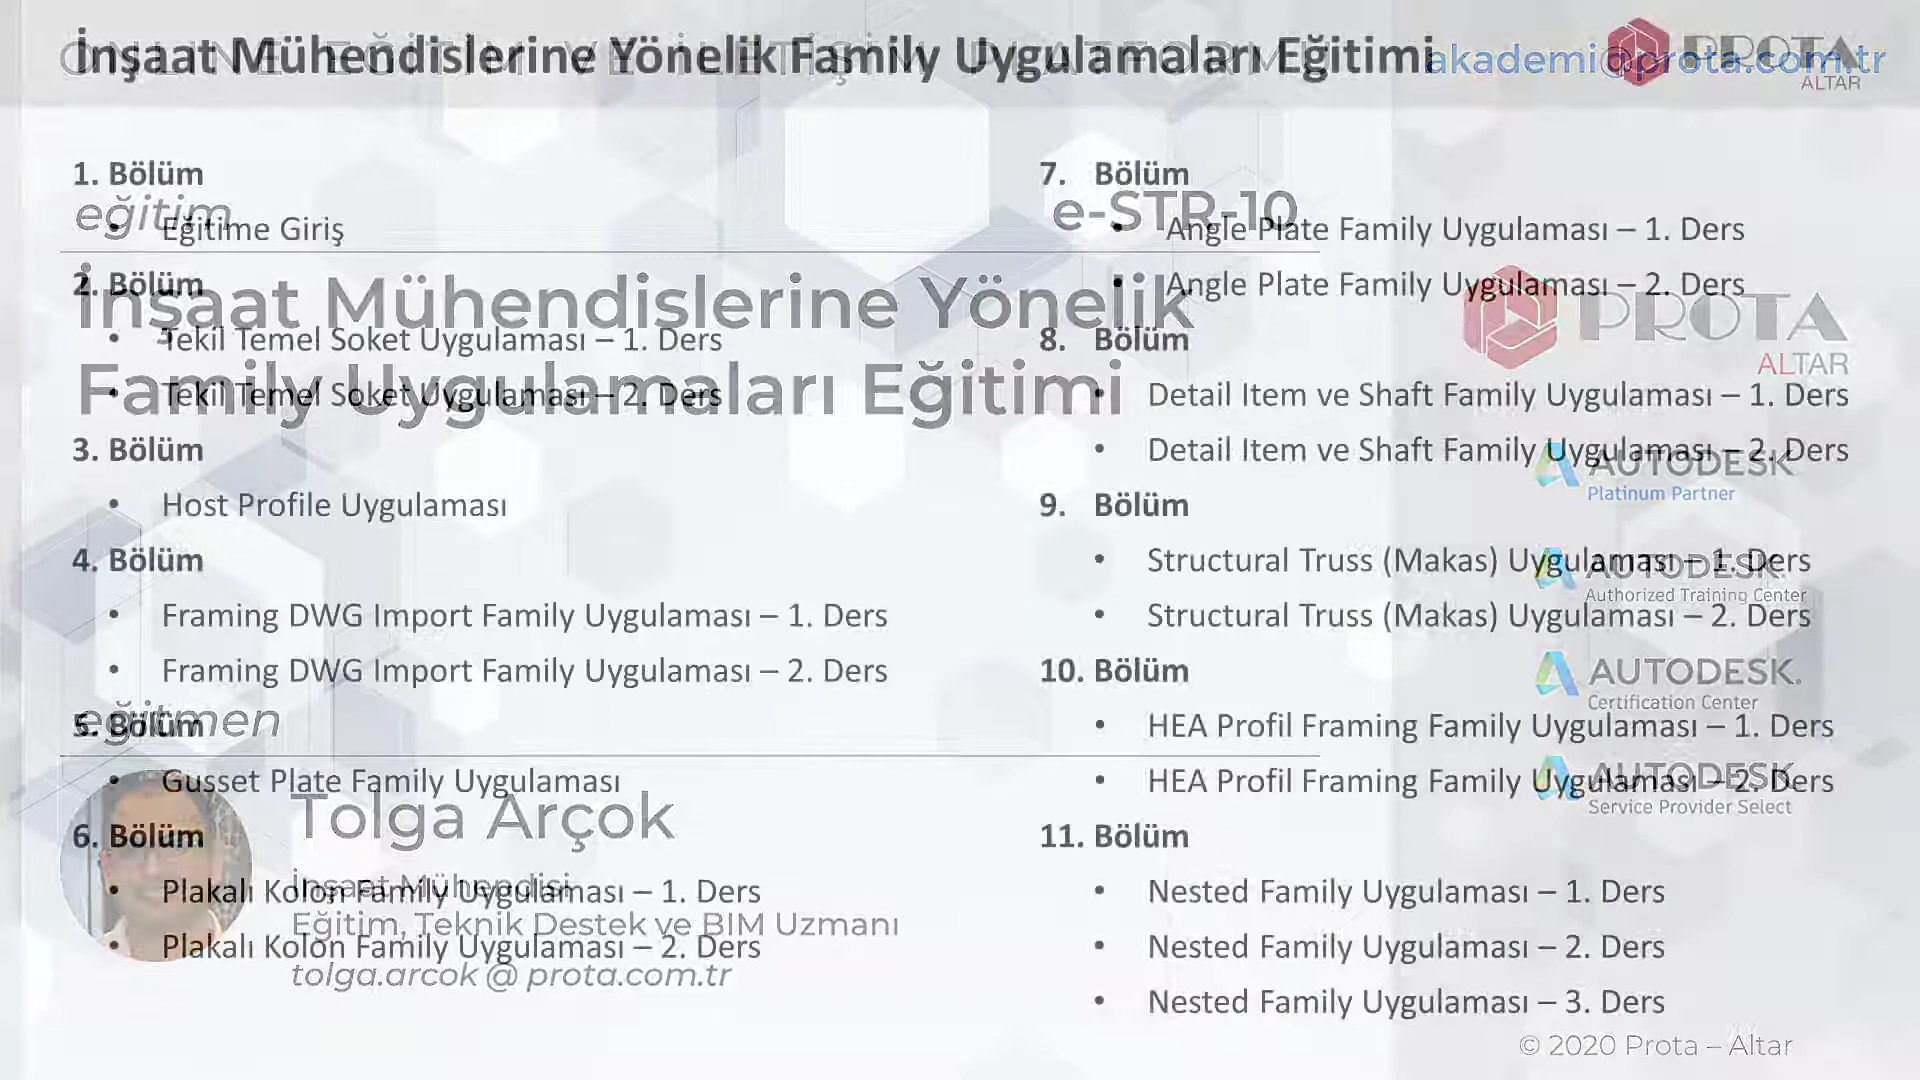 ONLINE EĞİTİM VE İLETİŞİM PLATFORMU
İnşaat Mühendislerine Yönelik Family Uygulamaları Eğitimi
akademi@prota.com.tr
PROTA
ALTAR
1. Bölüm
eğitim
• Eğitime Giriş
2. Bölüm
İnşaat Mühendislerine Yönelik
• Tekil Temel Soket Uygulaması – 1. Ders
Family Uygulamaları Eğitimi
• Tekil Temel Soket Uygulaması – 2. Ders
3. Bölüm
• Host Profile Uygulaması
4. Bölüm
• Framing DWG Import Family Uygulaması – 1. Ders
• Framing DWG Import Family Uygulaması – 2. Ders
5. Bölüm
eğitmen
• Gusset Plate Family Uygulaması
Tolga Arçok
6. Bölüm
İnşaat Mühendisi
• Plakalı Kolon Family Uygulaması – 1. Ders
Eğitim, Teknik Destek ve BIM Uzmanı
• Plakalı Kolon Family Uygulaması – 2. Ders
tolga.arcok @ prota.com.tr
7. Bölüm
e-STR-10
• Angle Plate Family Uygulaması – 1. Ders
• Angle Plate Family Uygulaması – 2. Ders
PROTA
ALTAR
8. Bölüm
• Detail Item ve Shaft Family Uygulaması – 1. Ders
• Detail Item ve Shaft Family Uygulaması – 2. Ders
AUTODESK
Platinum Partner
9. Bölüm
• Structural Truss (Makas) Uygulaması – 1. Ders
AUTODESK
Authorized Training Center
• Structural Truss (Makas) Uygulaması – 2. Ders
10. Bölüm
AUTODESK.
Certification Center
• HEA Profil Framing Family Uygulaması – 1. Ders
• HEA Profil Framing Family Uygulaması – 2. Ders
AUTODESK
Service Provider Select
11. Bölüm
• Nested Family Uygulaması – 1. Ders
• Nested Family Uygulaması – 2. Ders
• Nested Family Uygulaması – 3. Ders
© 2020 Prota – Altar